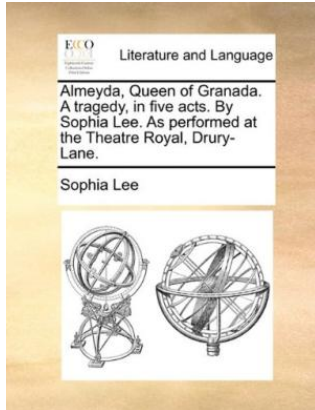 ECCO
Literature and Language
Almeyda, Queen of Granada.
A tragedy, in five acts. By
Sophia Lee. As performed at
the Theatre Royal, Drury-
Lane.
Sophia Lee